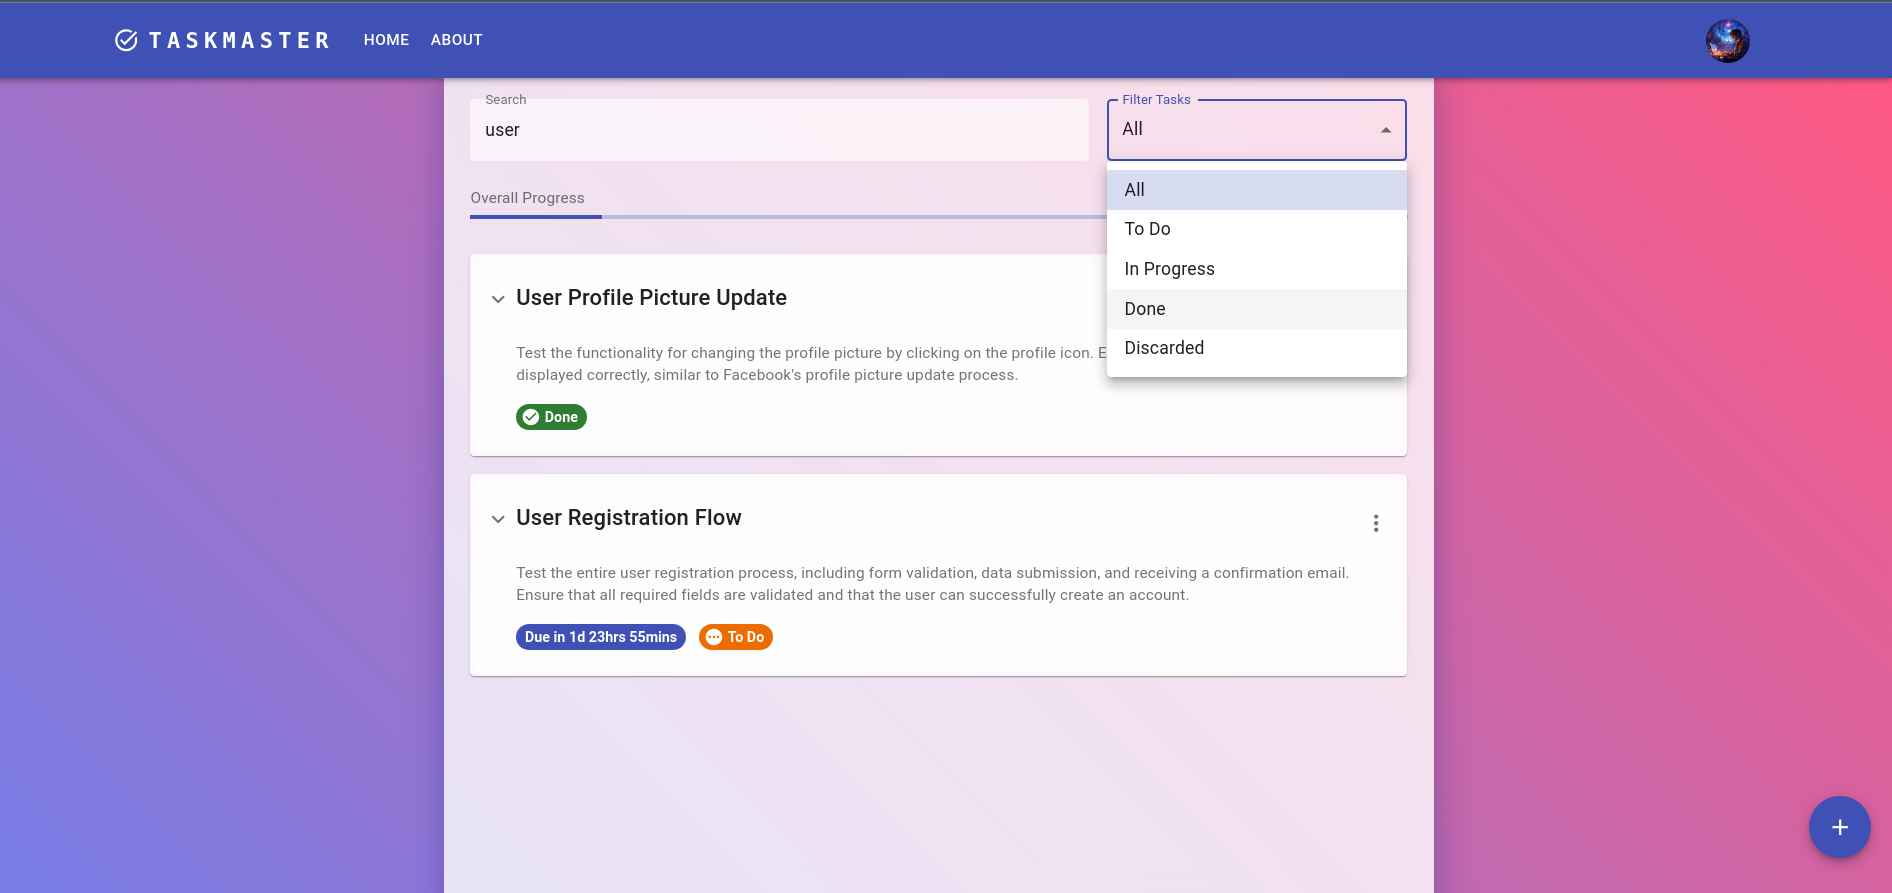 TASKMASTER
HOME
ABOUT
Search
user
Filter Tasks
All
Overall Progress
All
To Do
In Progress
Done
Discarded
User Profile Picture Update
Test the functionality for changing the profile picture by clicking on the profile icon.
displayed correctly, similar to Facebook's profile picture update process.
Done
User Registration Flow
Test the entire user registration process, including form validation, data submission, and receiving a confirmation email.
Ensure that all required fields are validated and that the user can successfully create an account.
Due in 1d 23hrs 55mins
To Do